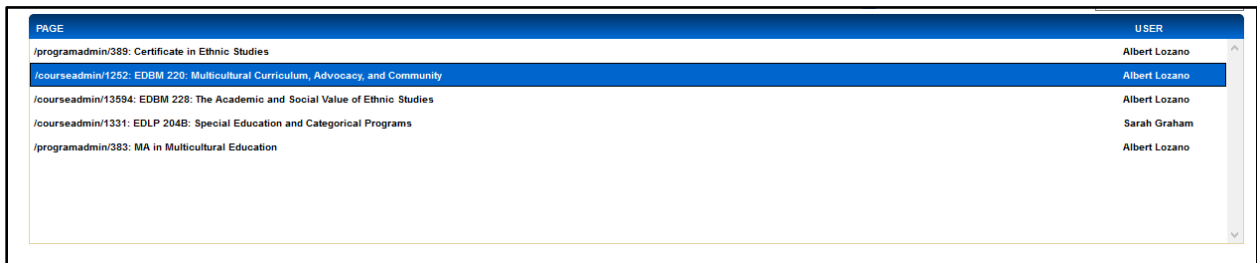 PAGE USER
/programadmin/389: Certificate in Ethnic Studies Albert Lozano
/courseadmin/1252: EDBM 220: Multicultural Curriculum, Advocacy, and Community Albert Lozano
/courseadmin/13594: EDBM 228: The Academic and Social Value of Ethnic Studies Albert Lozano
/courseadmin/1331: EDLP 204B: Special Education and Categorical Programs Sarah Graham
/programadmin/383: MA in Multicultural Education Albert Lozano